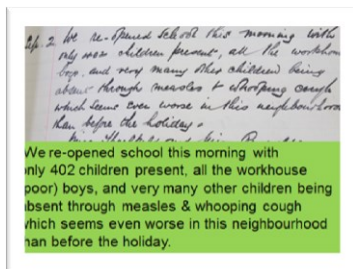 Sep. 2. We re-opened School this morning with
only 402 children present, all the workhouse
boys, and very many other children being
absent through measles & whooping cough
which seems even worse in this neighbourhood
than before the holiday.
We re-opened school this morning with
only 402 children present, all the workhouse
poor) boys, and very many other children being
absent through measles & whooping cough
which seems even worse in this neighbourhood
han before the holiday.